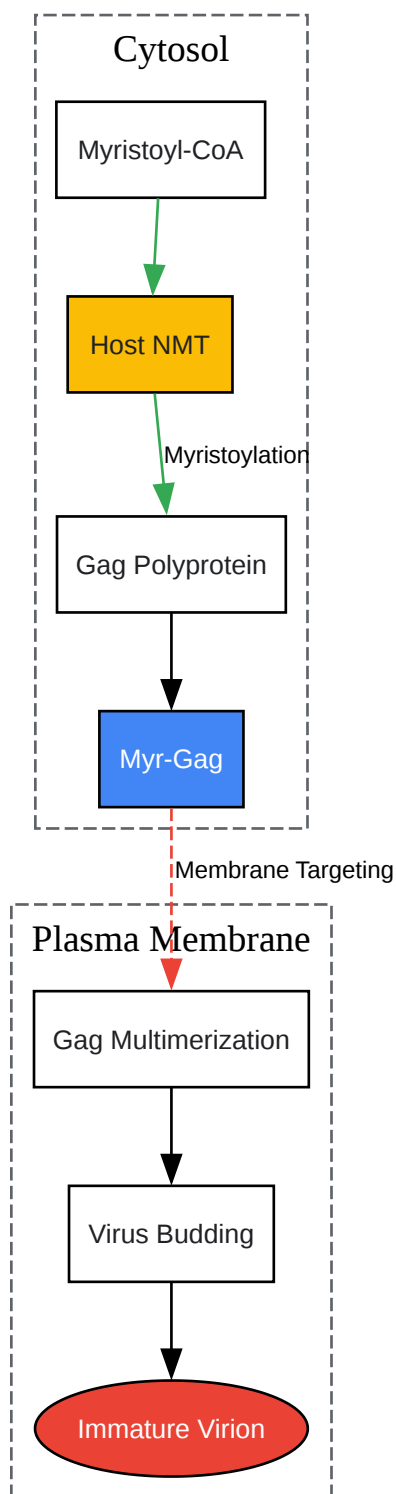 Cytosol
Myristoyl-CoA
Host NMT
Myristoylation
Gag Polyprotein
Myr-Gag
Membrane Targeting
Plasma Membrane
Gag Multimerization
Virus Budding
Immature Virion